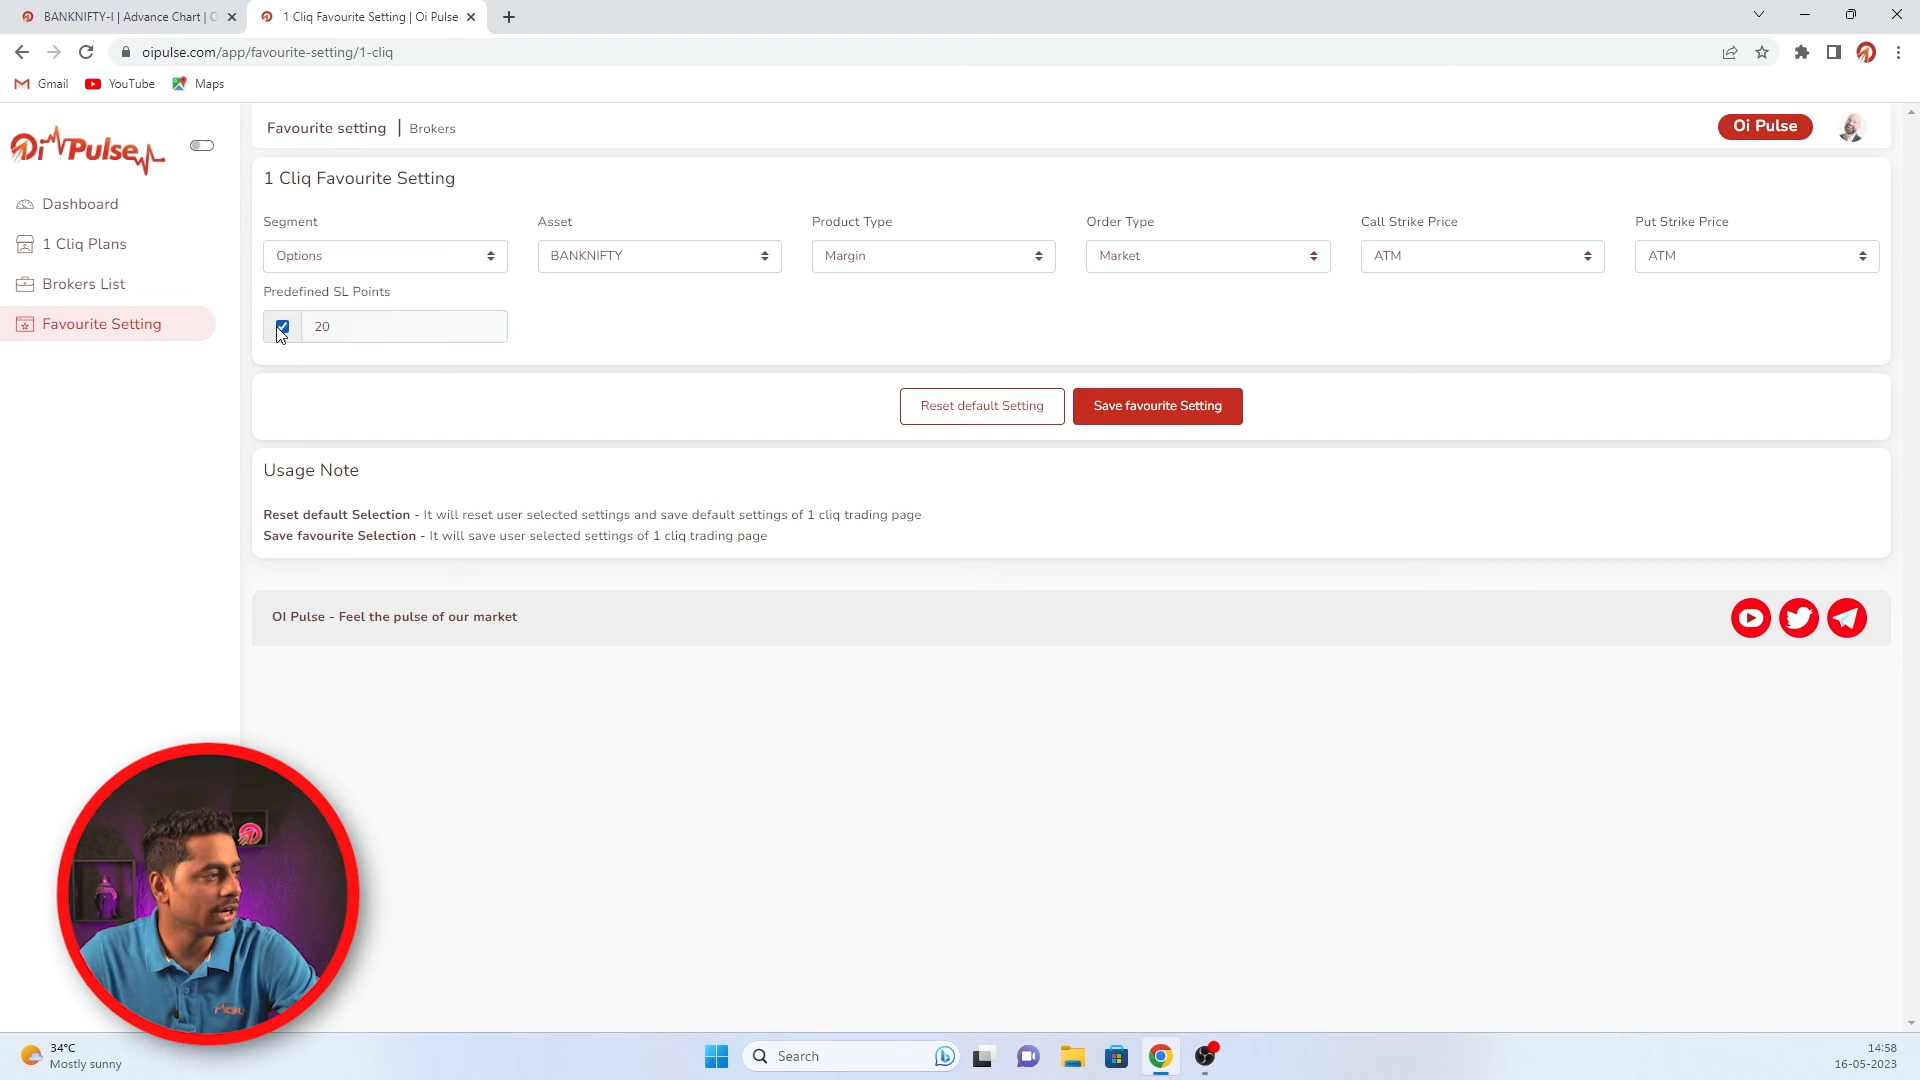 BANKNIFTY-I | Advance Chart |
1 Cliq Favourite Setting | Oi Pulse
oipulse.com/app/favourite-setting/1-cliq
Gmail
YouTube
Maps
Oi Pulse
Favourite setting | Brokers
Oi Pulse
Dashboard
1 Cliq Plans
Brokers List
Favourite Setting
1 Cliq Favourite Setting
Segment
Asset
Product Type
Order Type
Call Strike Price
Put Strike Price
Options
BANKNIFTY
Margin
Market
ATM
ATM
Predefined SL Points
20
Reset default Setting
Save favourite Setting
Usage Note
Reset default Selection - It will reset user selected settings and save default settings of 1 cliq trading page
Save favourite Selection - It will save user selected settings of 1 cliq trading page
OI Pulse - Feel the pulse of our market
34°C
Mostly sunny
Search
14:58
16-05-2023